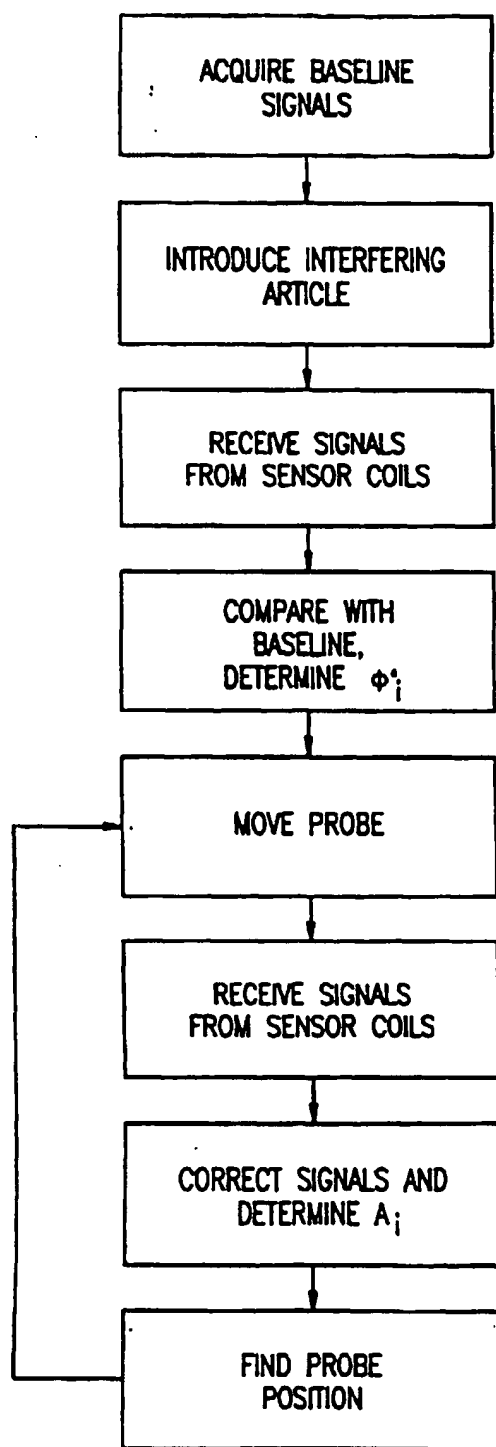 ACQUIRE BASELINE
SIGNALS
INTRODUCE INTERFERING
ARTICLE
RECEIVE SIGNALS
FROM SENSOR COILS
COMPARE WITH
BASELINE,
DETERMINE ϕ'i
MOVE PROBE
RECEIVE SIGNALS
FROM SENSOR COILS
CORRECT SIGNALS AND
DETERMINE Ai
FIND PROBE
POSITION